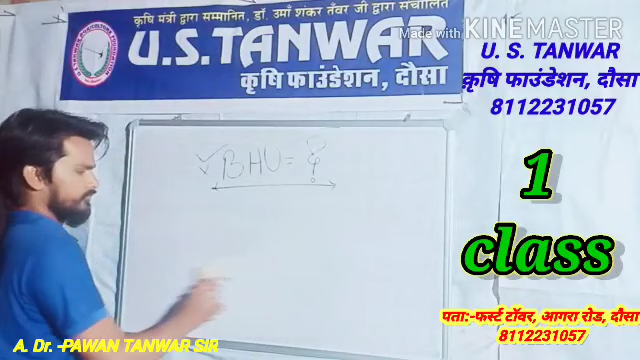 कृषि मंत्री द्वारा सम्मानित, डॉ. उमाँ शंकर तँवर जी द्वारा संचालित
Made with KINEMASTER
U.S.TANWAR
कृषि फाउंडेशन, दौसा
U. S. TANWAR
कृषि फाउंडेशन, दौसा
8112231057
✓ BHU = ?
1
class
पता:-फर्स्ट टॉवर, आगरा रोड, दौसा
8112231057
A. Dr. -PAWAN TANWAR SIR